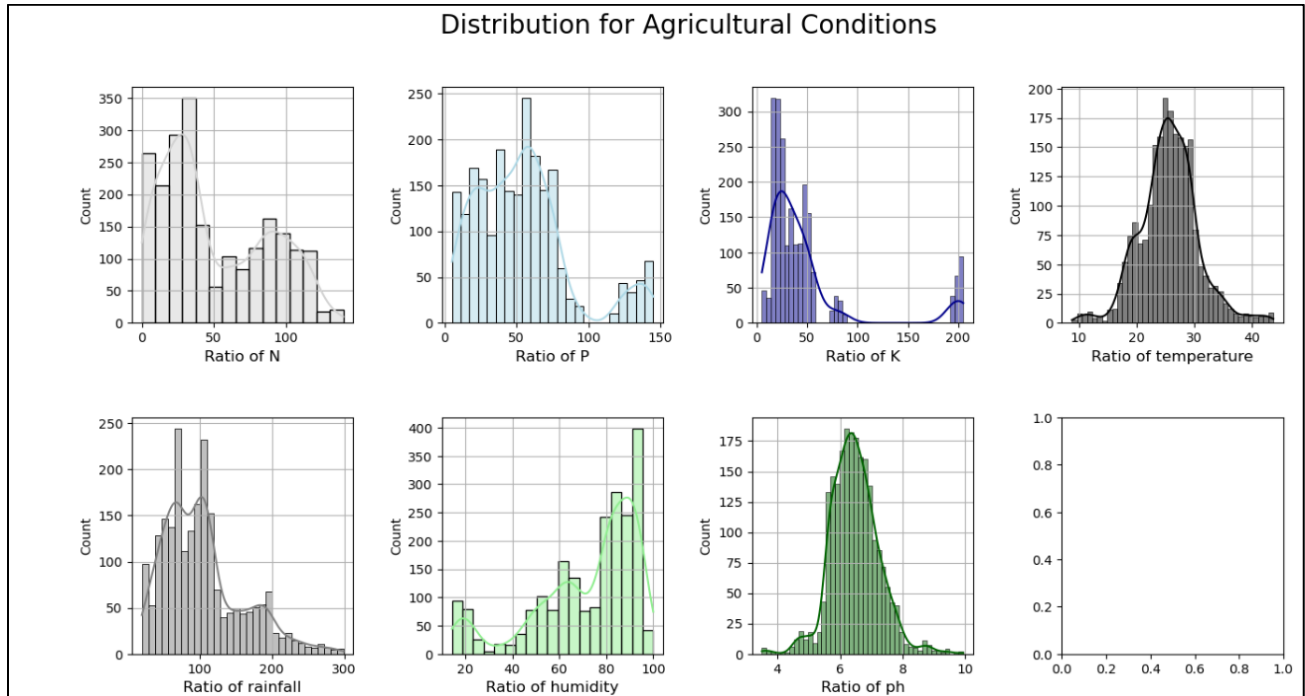 Distribution for Agricultural Conditions
350
300
250
200
150
100
50
0
Count
0 50 100
Ratio of N
250
200
150
100
50
0
Count
0 50 100 150
Ratio of P
300
250
200
150
100
50
0
Count
0 50 100 150 200
Ratio of K
200
175
150
125
100
75
50
25
0
Count
10 20 30 40
Ratio of temperature
250
200
150
100
50
0
Count
100 200 300
Ratio of rainfall
400
350
300
250
200
150
100
50
0
Count
20 40 60 80 100
Ratio of humidity
175
150
125
100
75
50
25
0
Count
4 6 8 10
Ratio of ph
1.0
0.8
0.6
0.4
0.2
0.0
0.0 0.2 0.4 0.6 0.8 1.0